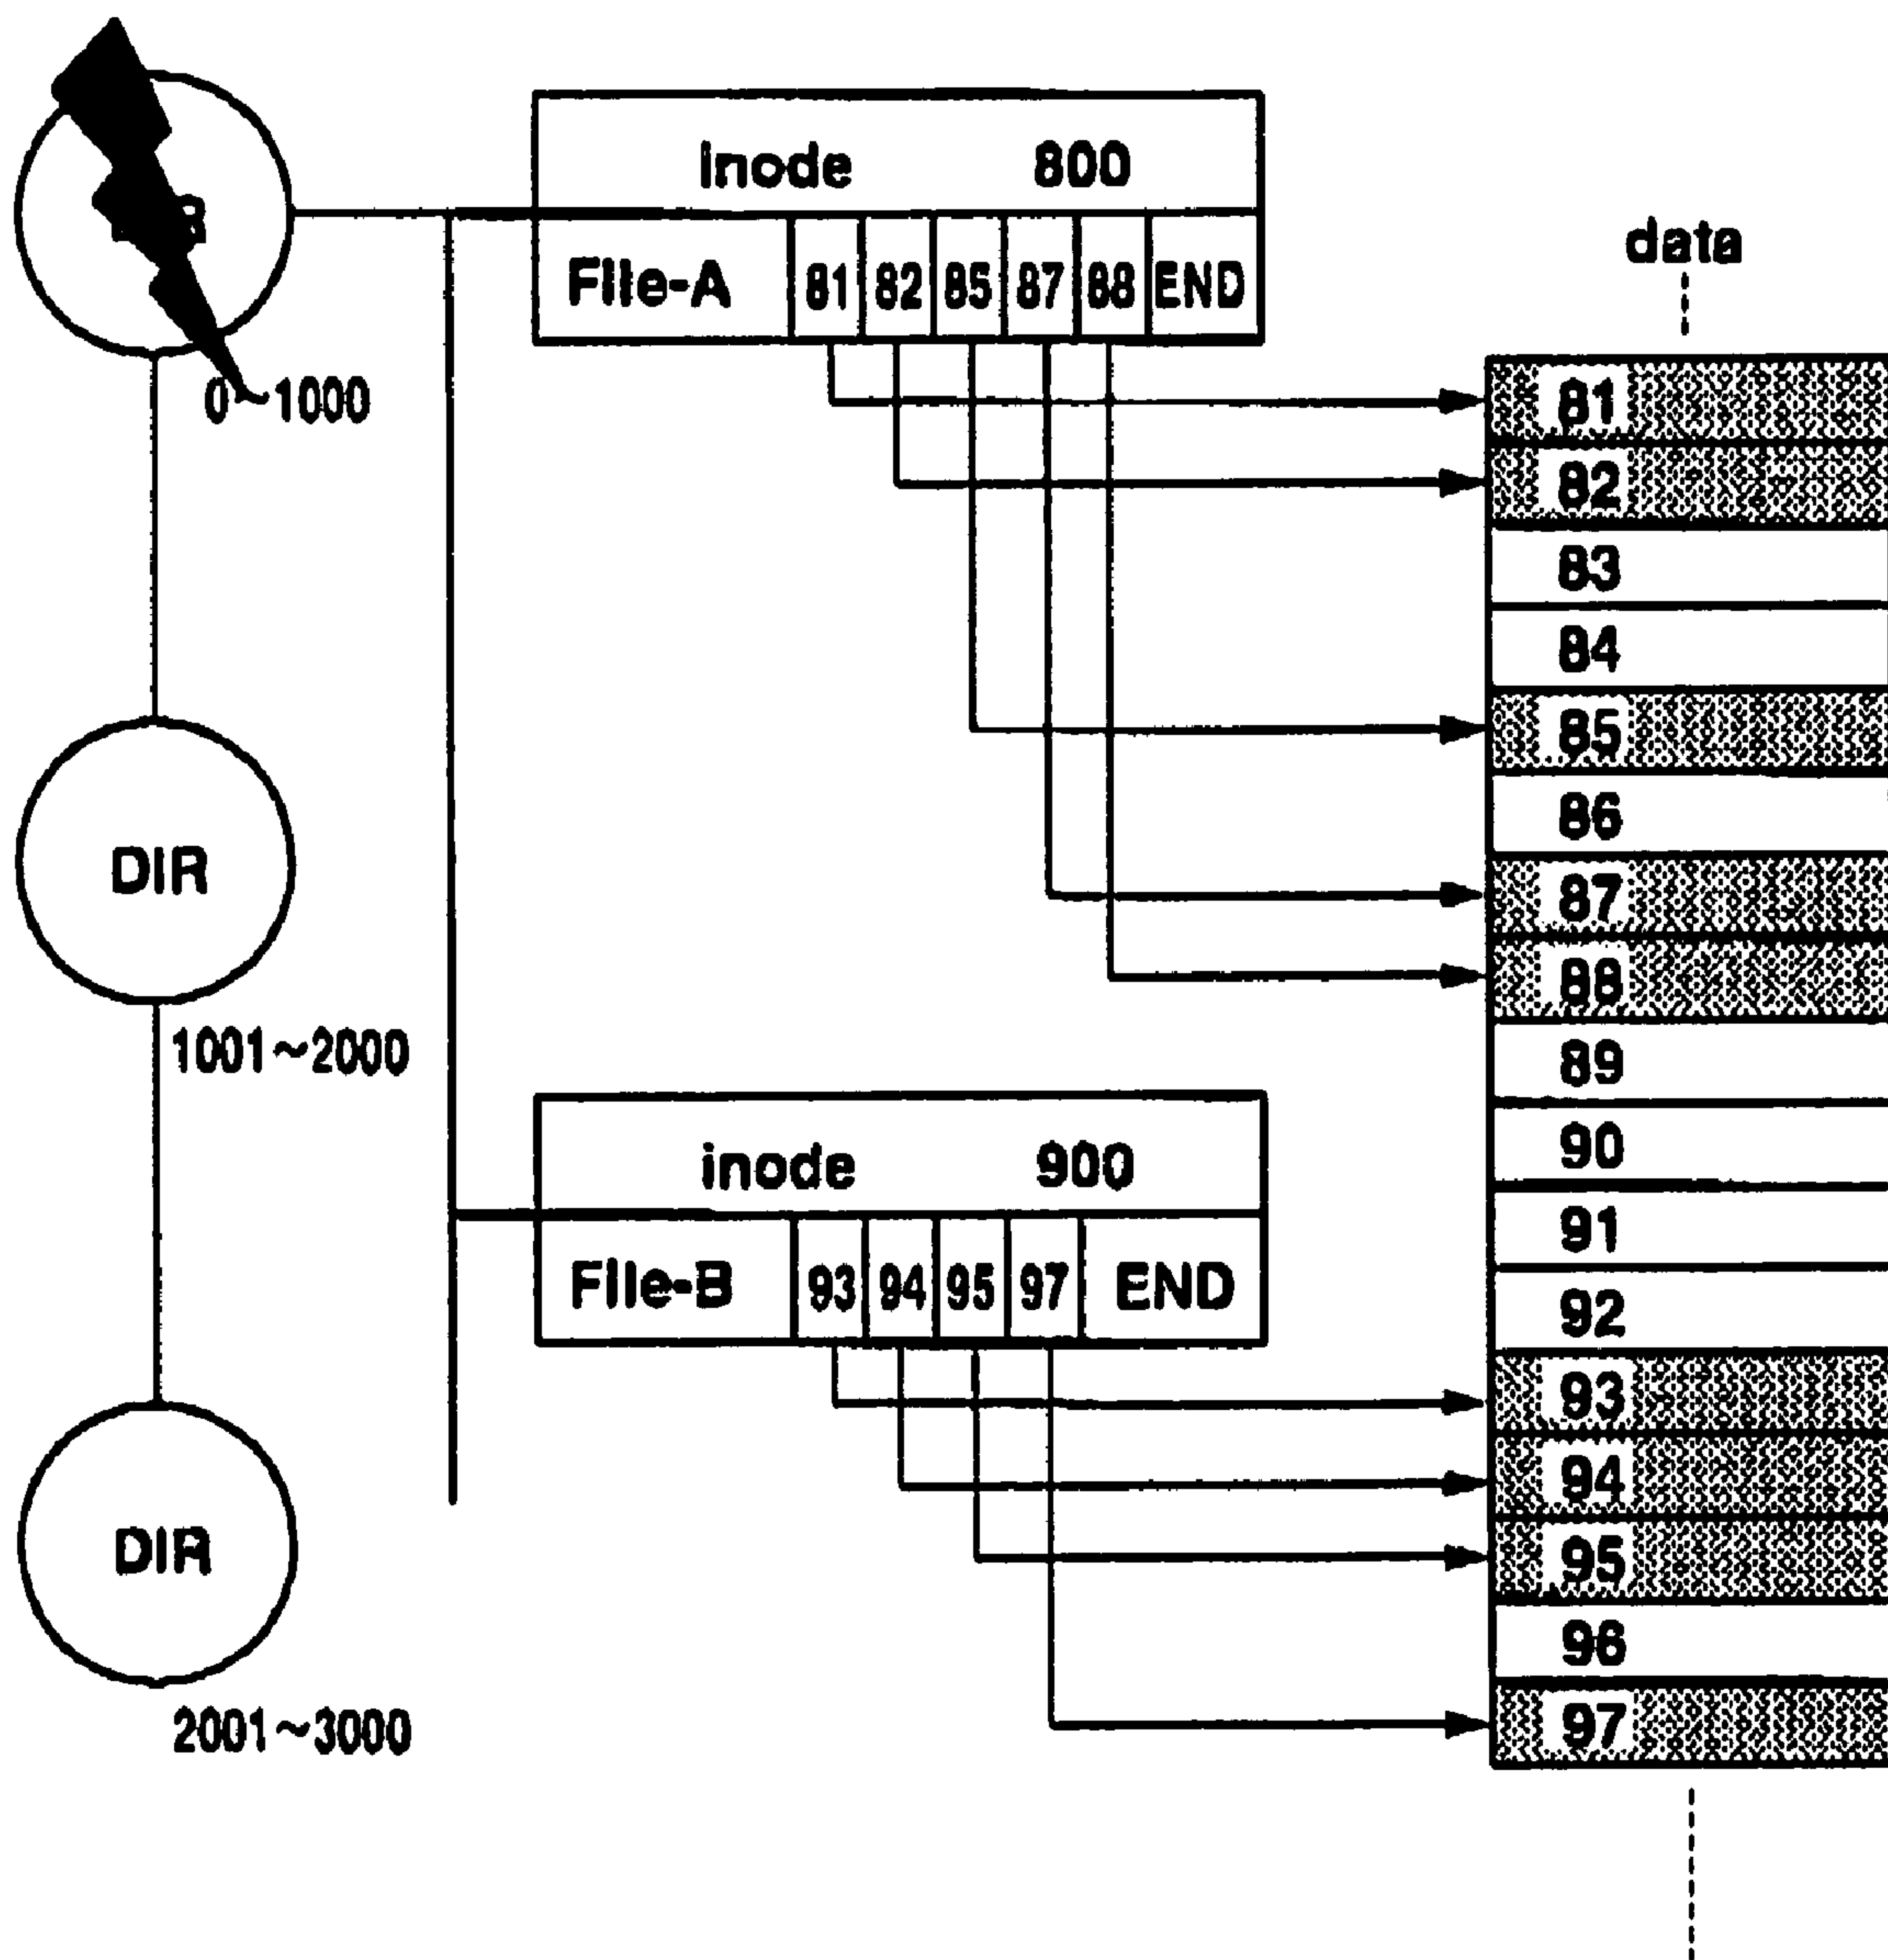 inode 800
File-A 81 82 85 87 88 END
data
0~1000
81
82
83
84
85
86
87
88
89
90
91
92
93
94
95
96
97
DIR
1001~2000
inode 900
File-B 93 94 95 97 END
DIR
2001~3000